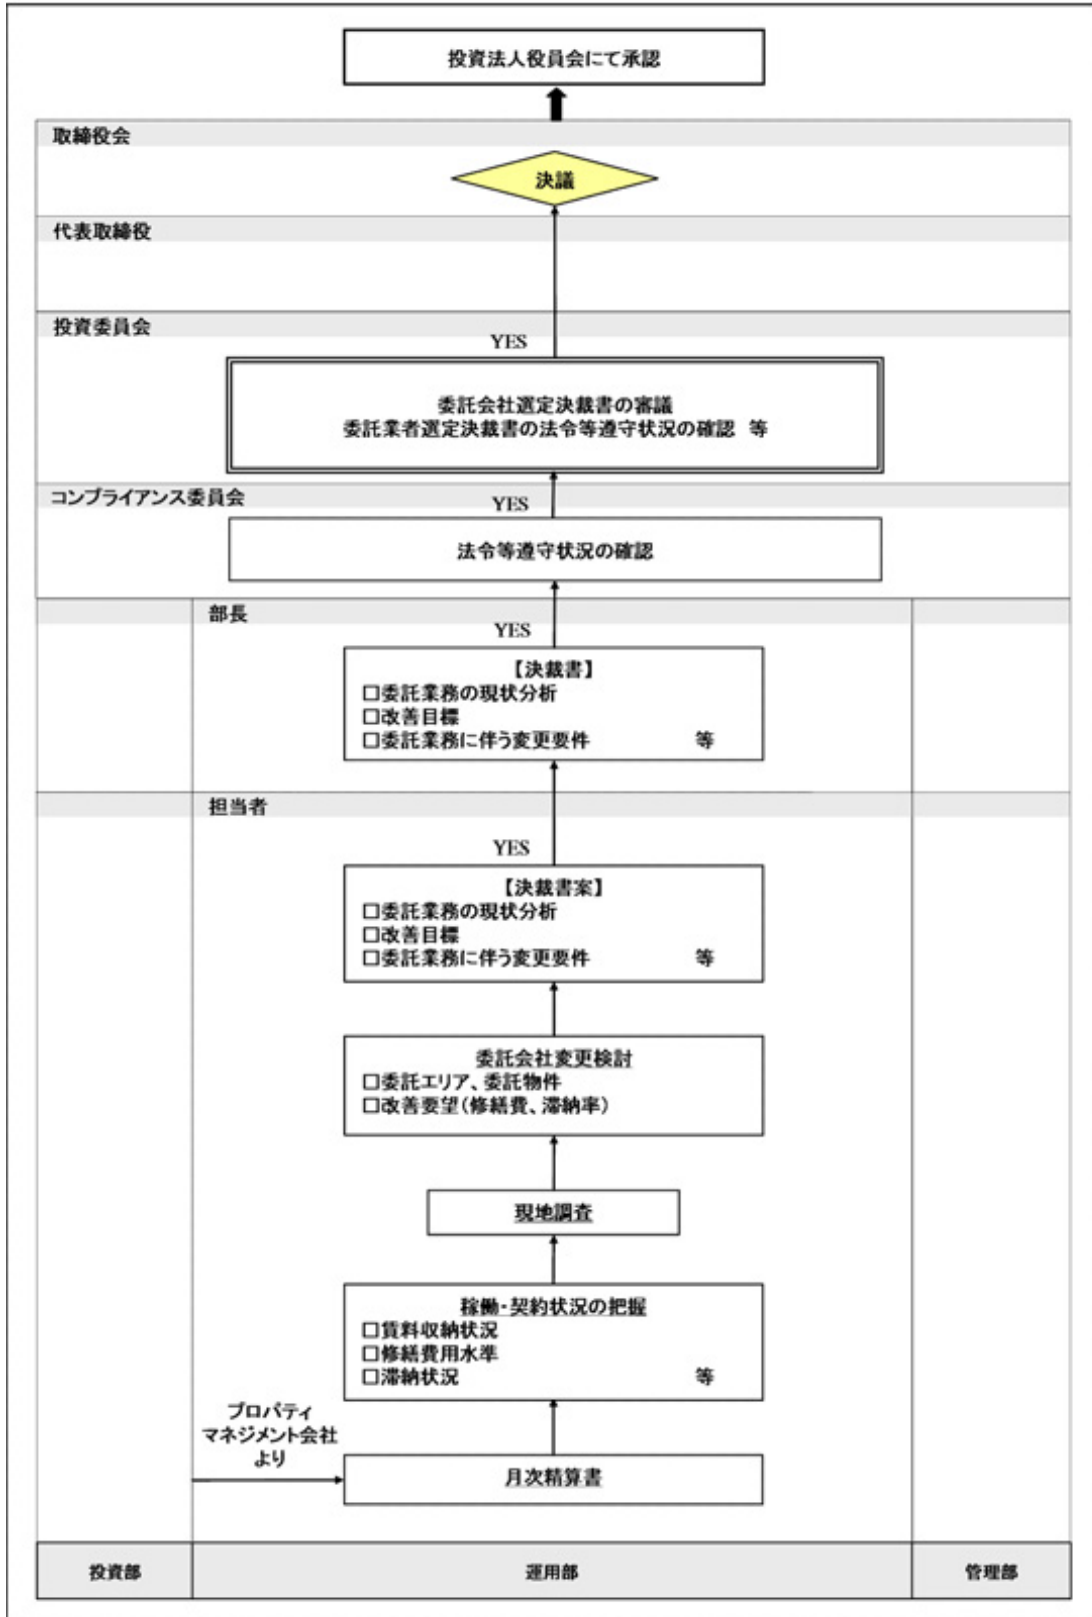 投資法人役員会にて承認
取締役会
決議
代表取締役
投資委員会
YES
委託会社選定決裁書の審議
委託業者選定決裁書の法令等遵守状況の確認 等
コンプライアンス委員会
YES
法令等遵守状況の確認
部長
YES
【決裁書】
□委託業務の現状分析
□改善目標
□委託業務に伴う変更要件 等
担当者
YES
【決裁書案】
□委託業務の現状分析
□改善目標
□委託業務に伴う変更要件 等
委託会社変更検討
□委託エリア、委託物件
□改善要望(修繕費、滞納率)
現地調査
稼働・契約状況の把握
□賃料収納状況
□修繕費用水準
□滞納状況 等
プロパティ
マネジメント会社
より
月次精算書
投資部 運用部 管理部